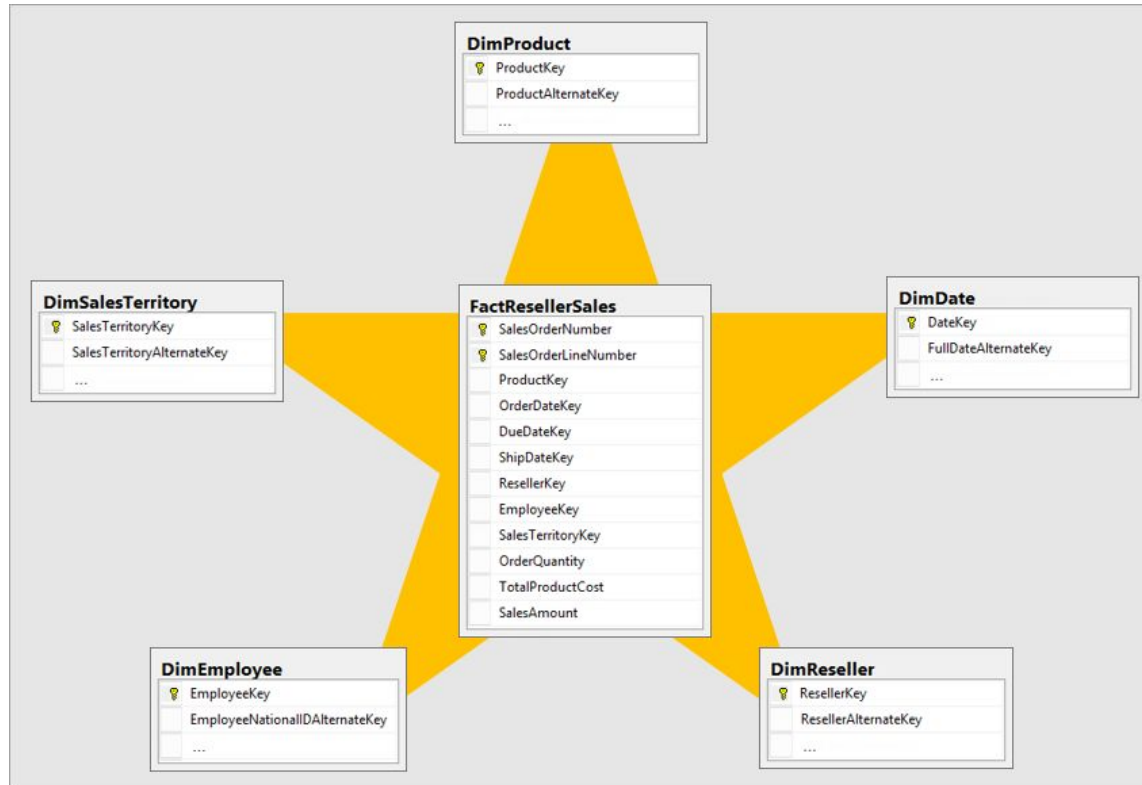 DimProduct
ProductKey
ProductAlternateKey
...
DimSalesTerritory
SalesTerritoryKey
SalesTerritoryAlternateKey
...
FactResellerSales
SalesOrderNumber
SalesOrderLineNumber
ProductKey
OrderDateKey
DueDateKey
ShipDateKey
ResellerKey
EmployeeKey
SalesTerritoryKey
OrderQuantity
TotalProductCost
SalesAmount
DimDate
DateKey
FullDateAlternateKey
...
DimEmployee
EmployeeKey
EmployeeNationalIDAlternateKey
...
DimReseller
ResellerKey
ResellerAlternateKey
...